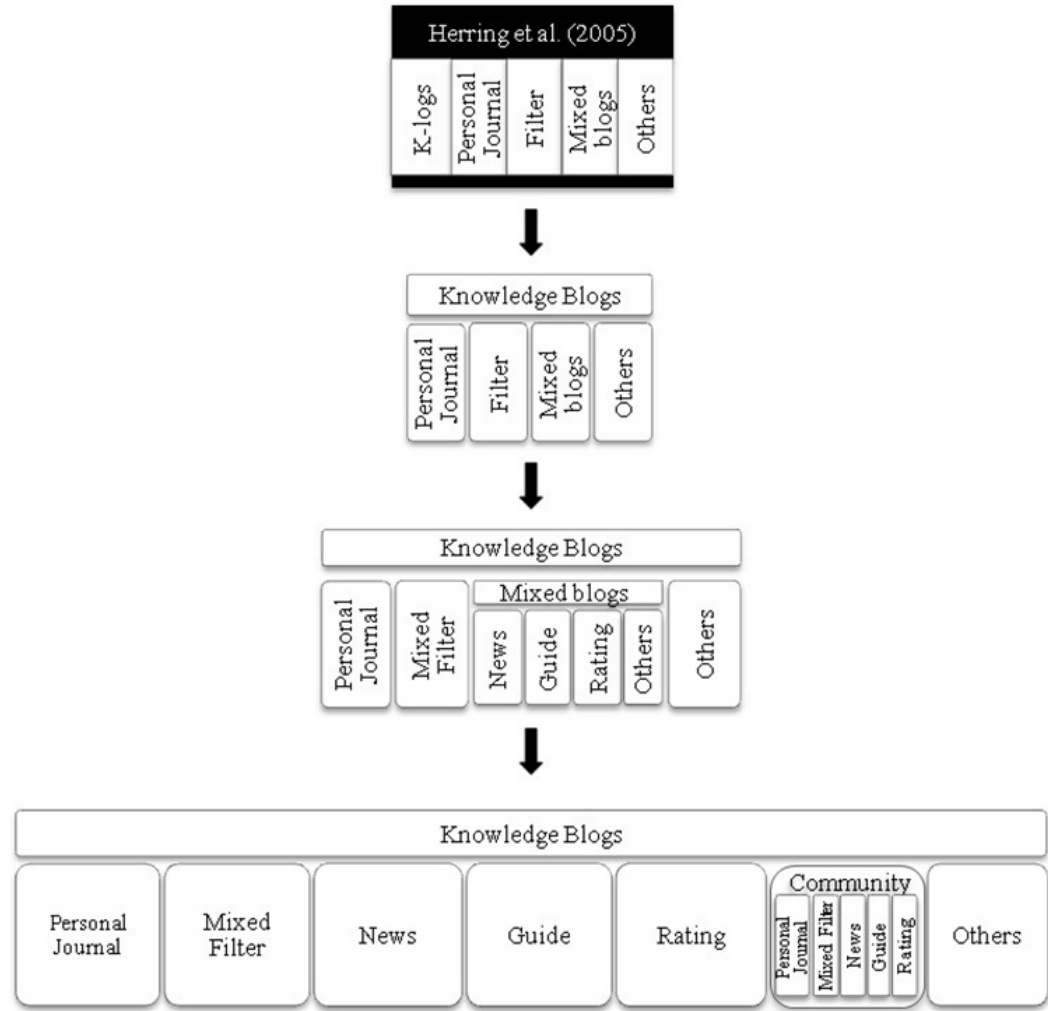 Herring et al. (2005)
K-logs
Personal
Journal
Filter
Mixed
blogs
Others
Knowledge Blogs
Personal
Journal
Filter
Mixed
blogs
Others
Knowledge Blogs
Personal
Journal
Mixed
Filter
Mixed blogs
News
Guide
Rating
Others
Others
Knowledge Blogs
Personal
Journal
Mixed
Filter
News
Guide
Rating
Community
Personal
Journal
Mixed Filter
News
Guide
Rating
Others